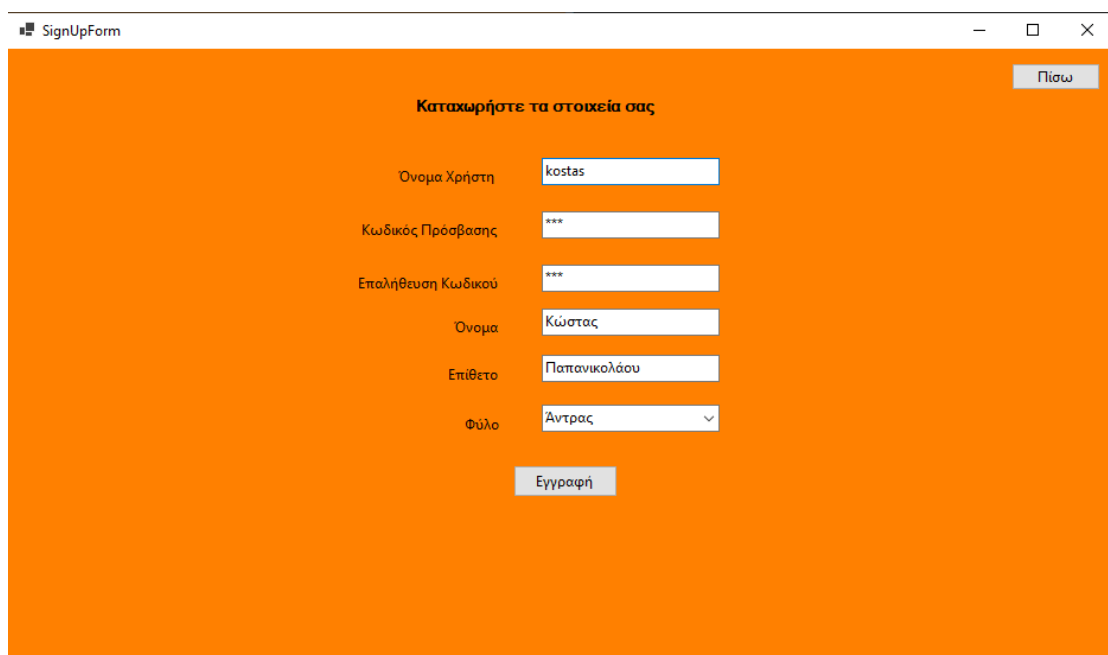 SignUpForm
Πίσω
Καταχωρήστε τα στοιχεία σας
Όνομα Χρήστη kostas
Κωδικός Πρόσβασης ***
Επαλήθευση Κωδικού ***
Όνομα Κώστας
Επίθετο Παπανικολάου
Φύλο Άντρας
Εγγραφή